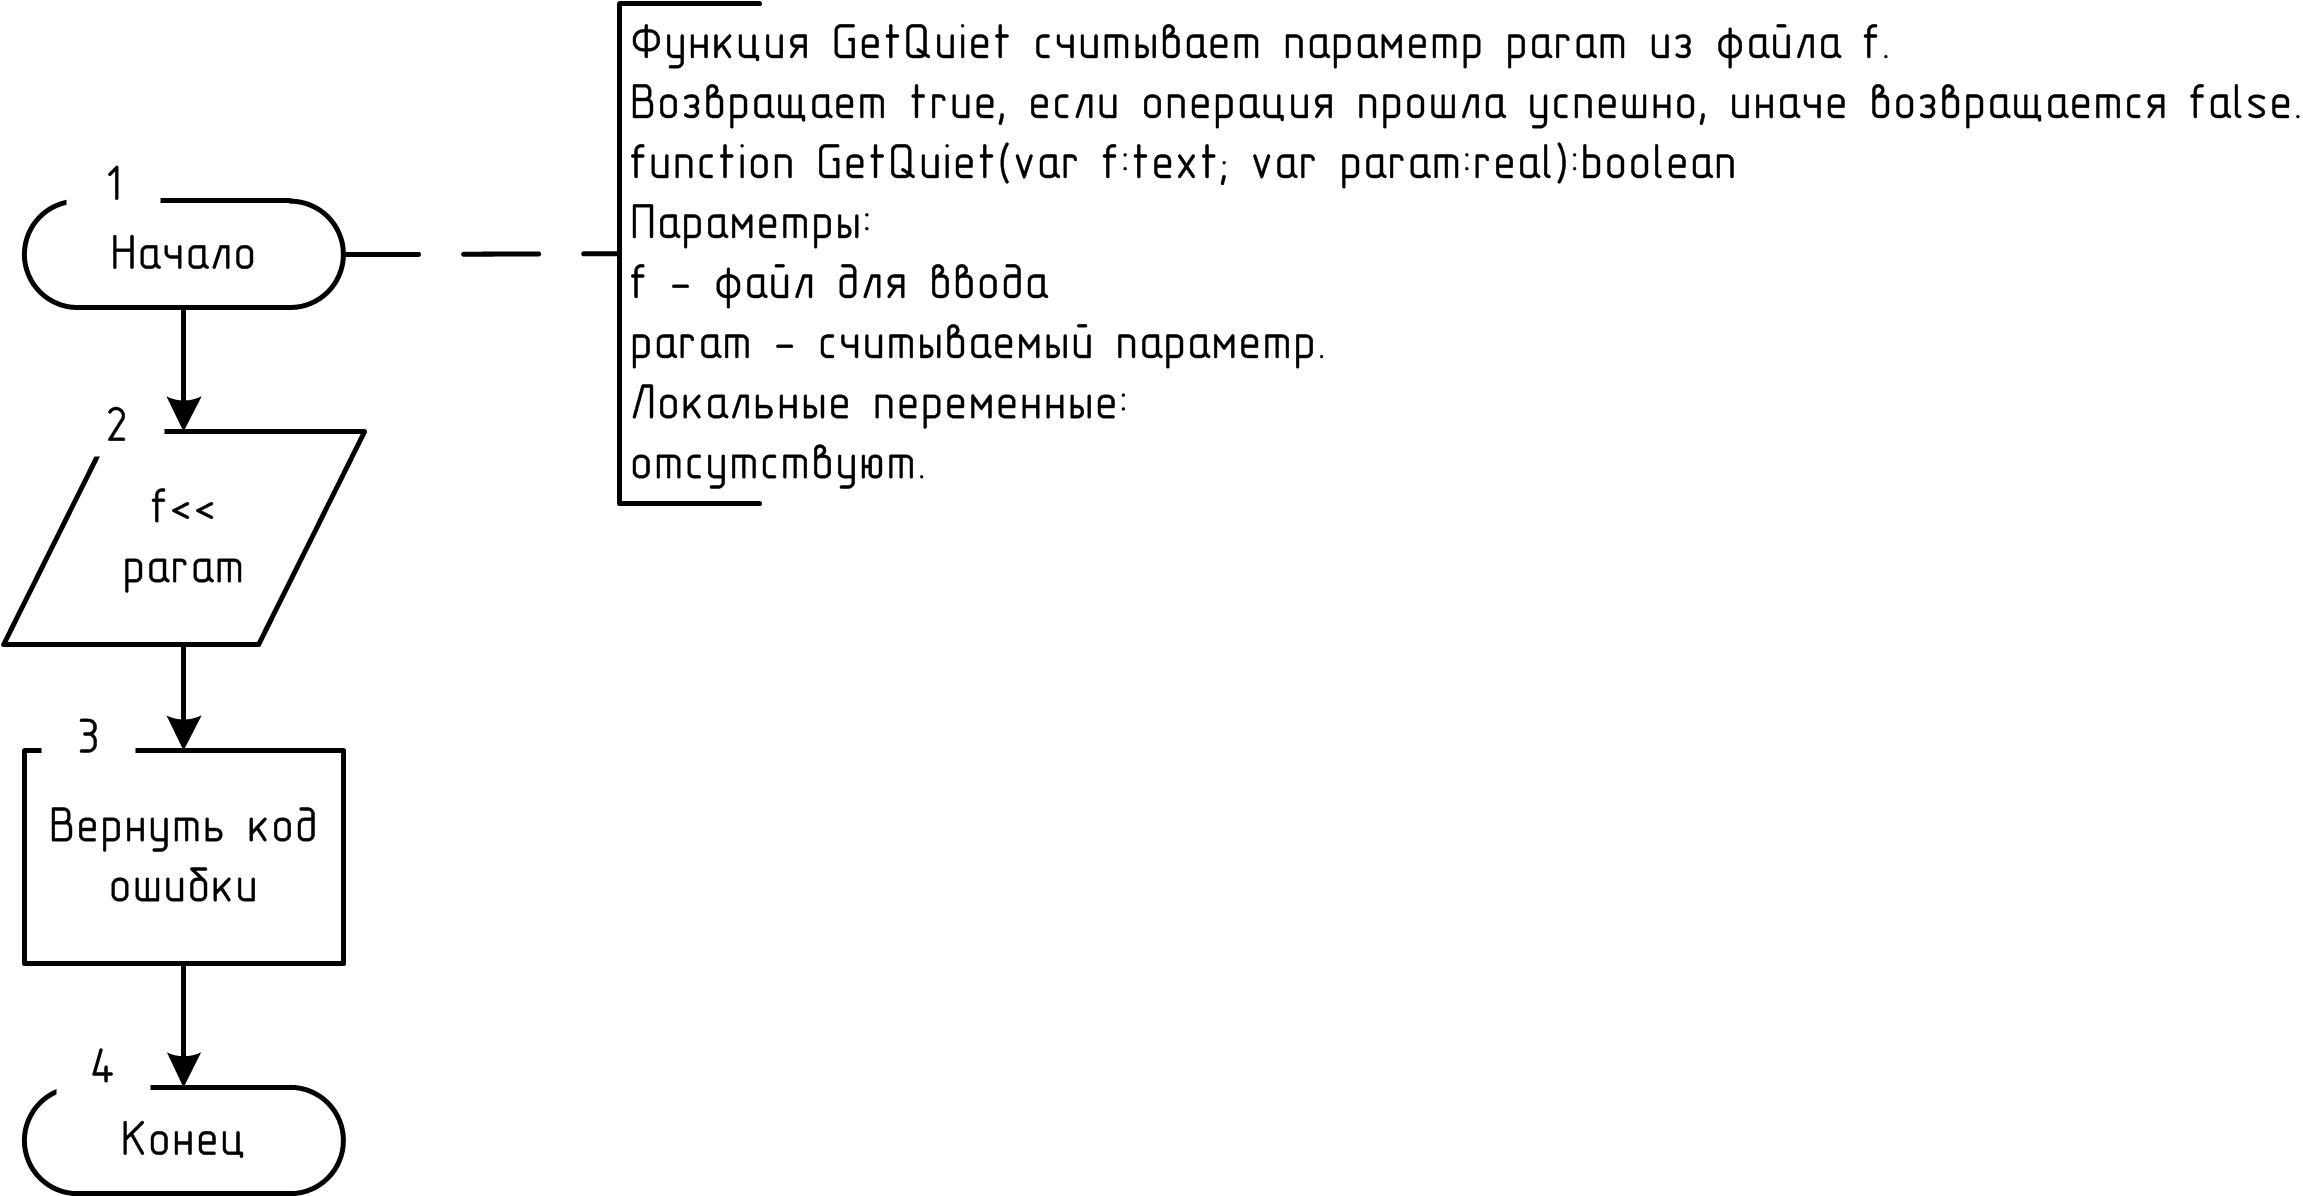 Функция GetQuiet считывает параметр param из файла f.
Возвращает true, если операция прошла успешно, иначе возвращается false.
function GetQuiet(var f:text; var param:real):boolean
Параметры:
f - файл для ввода
param - считываемый параметр.
Локальные переменные:
отсутствуют.
1
Начало
2
f<<
param
3
Вернуть код
ошибки
4
Конец